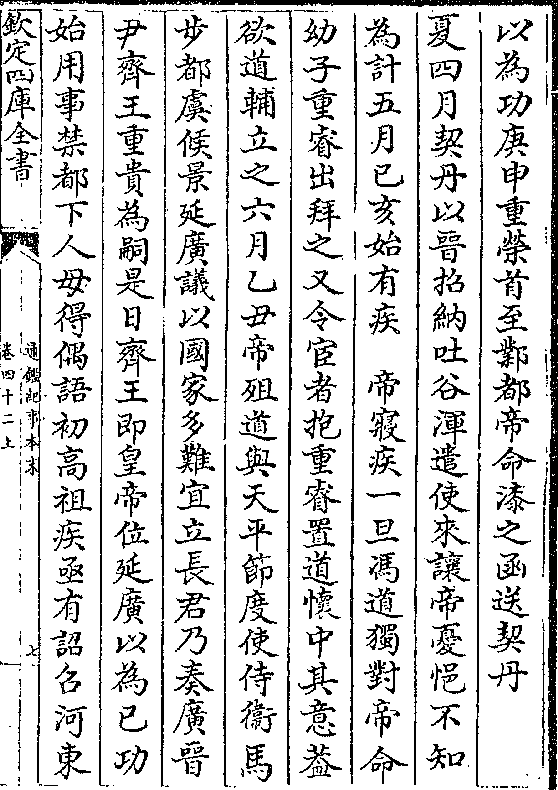 以為功庚申重榮首至鄴都帝命漆之函送契丹
夏四月契丹以晉招納吐谷渾遣使來讓帝憂悒不知
為計五月己亥始有疾　帝寢疾一旦馮道獨對帝命
幼子重睿出拜之又令宦者抱重睿置道懷中其意葢
欲道輔立之六月乙丑帝殂道與天平節度使侍衞馬
步都虞候景延廣議以國家多難宜立長君乃奏廣晉
尹齊王重貴為嗣是日齊王即皇帝位延廣以為已功
始用事禁都下人毋得偶語初高祖疾亟有詔召河東
欽定四庫全書
通鑑紀事本末
卷四十二上
七